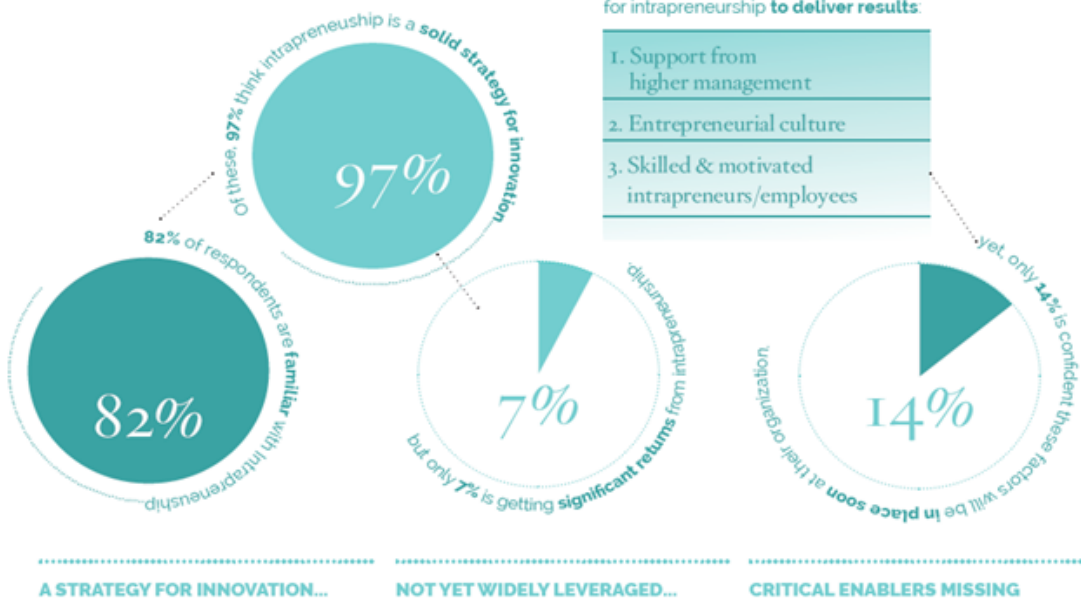 for intrapreneurship to deliver results:
Of these, 97% think intrapreneuship is a solid strategy for innovation
97%
1. Support from
higher management
2. Entrepreneurial culture
3. Skilled & motivated
intrapreneurs/employees
82% of respondents are familiar with Intrapreneuship
82%
but only 7% is getting significant returns from intrapreneurship.
7%
yet, only 14% is confident these factors will be in place soon at their organization.
14%
A STRATEGY FOR INNOVATION...
NOT YET WIDELY LEVERAGED...
CRITICAL ENABLERS MISSING